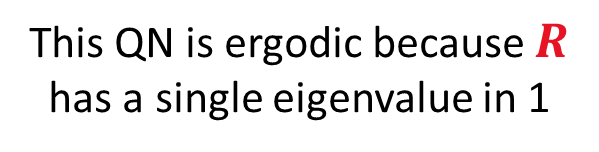 This QN is ergodic because R
has a single eigenvalue in 1